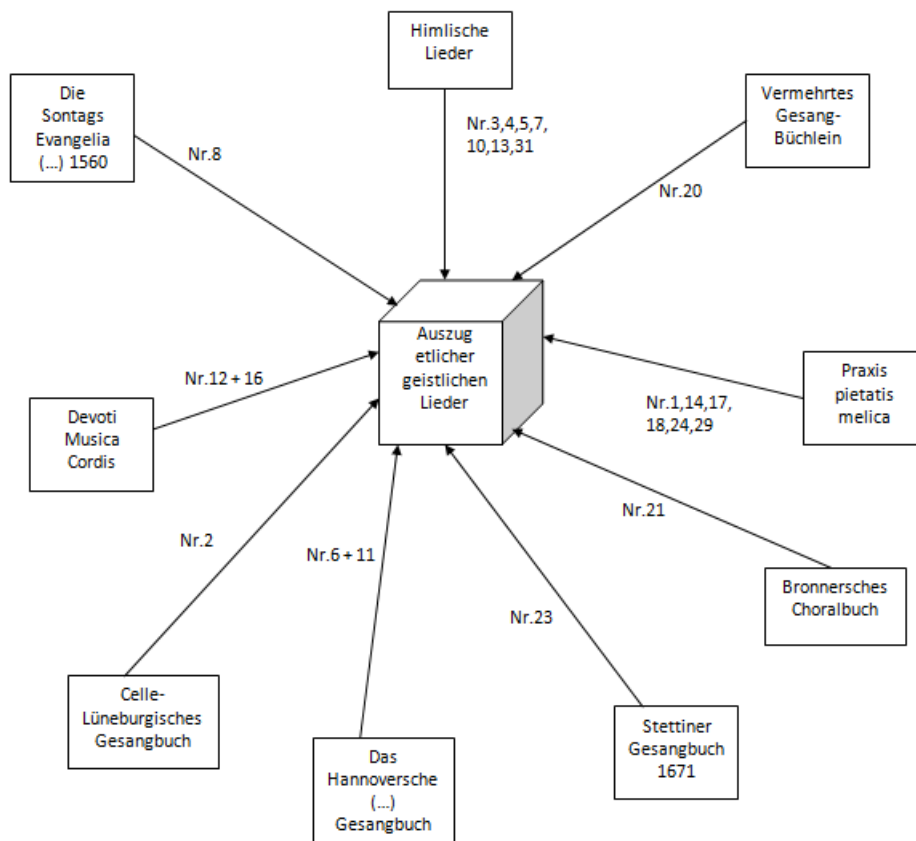 Himlische
Lieder
Die
Sontags
Evangelia
(...) 1560
Vermehrtes
Gesang-
Büchlein
Nr.3,4,5,7,
10,13,31
Nr.8
Nr.20
Auszug
etlicher
geistlichen
Lieder
Praxis
pietatis
melica
Nr.12 + 16
Nr.1,14,17,
18,24,29
Devoti
Musica
Cordis
Nr.21
Nr.2
Nr.6 + 11
Bronnersches
Choralbuch
Nr.23
Celle-
Lüneburgisches
Gesangbuch
Stettiner
Gesangbuch
1671
Das
Hannoversche
(...)
Gesangbuch